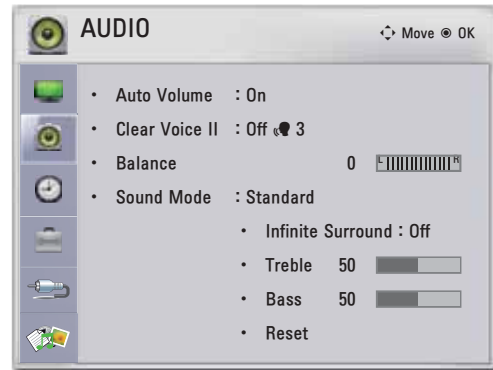 AUDIO Move OK
• Auto Volume : On
• Clear Voice II : Off 3
• Balance 0 L R
• Sound Mode : Standard
• Infinite Surround : Off
• Treble 50
• Bass 50
• Reset